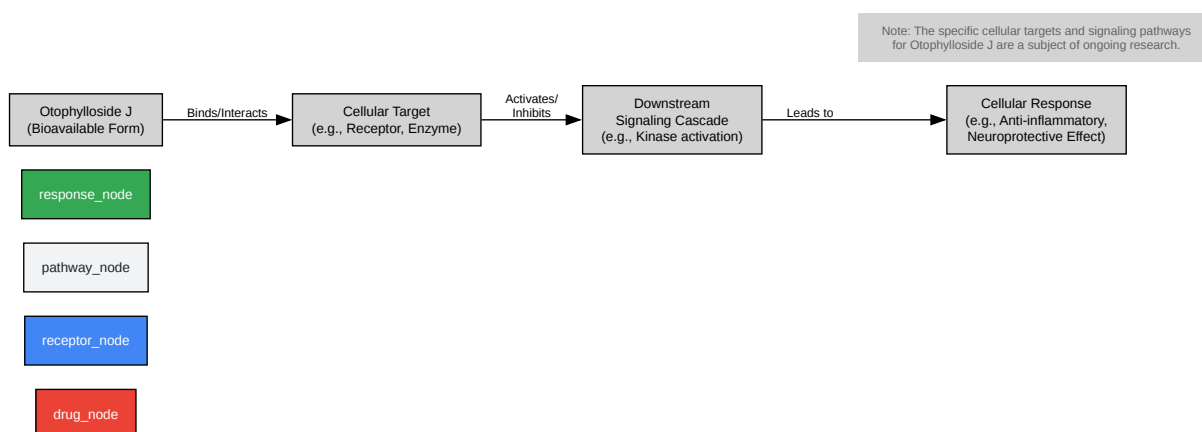 Note: The specific cellular targets and signaling pathways
for Otophylloside J are a subject of ongoing research.
Otophylloside J
(Bioavailable Form)
Binds/Interacts
Cellular Target
(e.g., Receptor, Enzyme)
Activates/
Inhibits
Downstream
Signaling Cascade
(e.g., Kinase activation)
Leads to
Cellular Response
(e.g., Anti-inflammatory,
Neuroprotective Effect)
response_node
pathway_node
receptor_node
drug_node